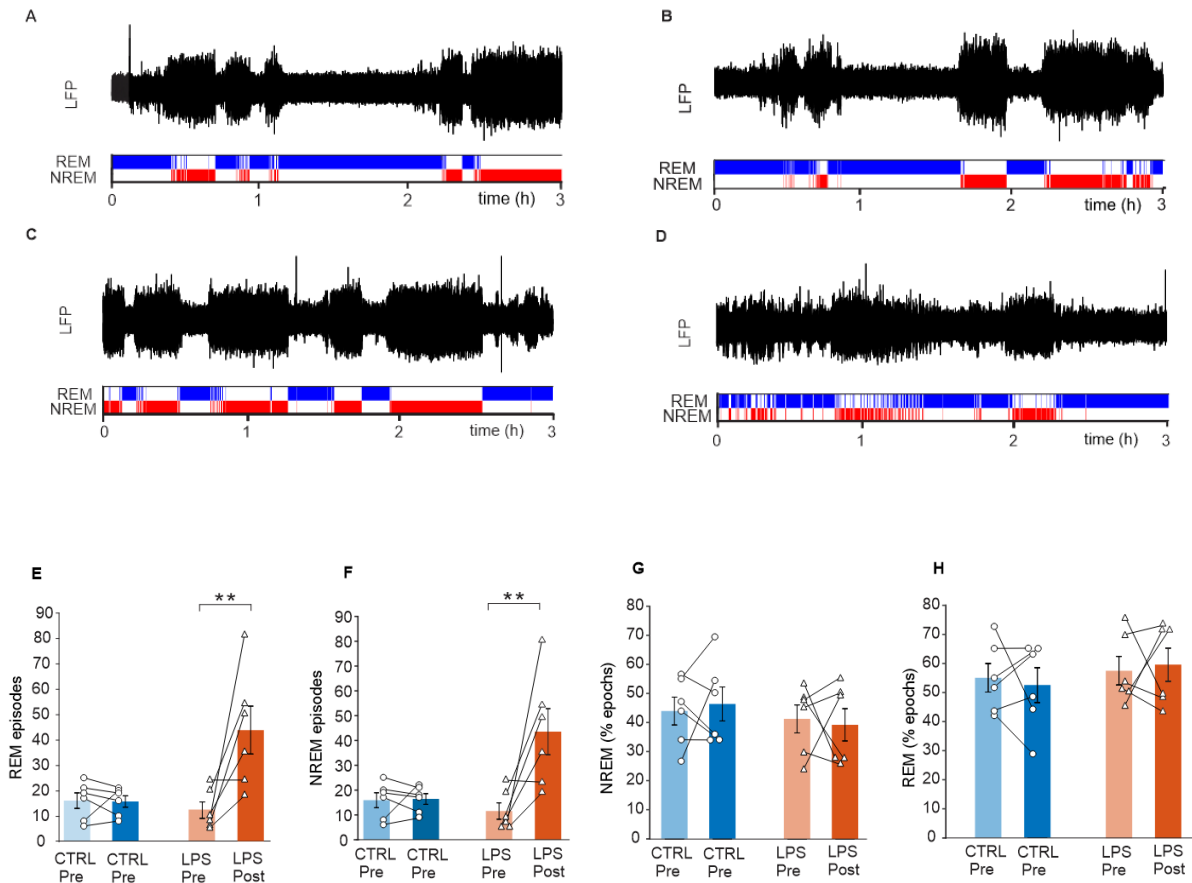 A
LFP
REM
NREM
0 1 2 time (h) 3
B
LFP
REM
NREM
0 1 2 time (h) 3
C
LFP
REM
NREM
0 1 2 time (h) 3
D
LFP
REM
NREM
0 1 2 time (h) 3
E
REM episodes
90
80
70
60
50
40
30
20
10
0
**
CTRL CTRL LPS LPS
Pre Pre Pre Post
F
NREM episodes
90
80
70
60
50
40
30
20
10
0
**
CTRL CTRL LPS LPS
Pre Pre Pre Post
G
NREM (% epochs)
80
70
60
50
40
30
20
10
0
CTRL CTRL LPS LPS
Pre Pre Pre Post
H
REM (% epochs)
80
70
60
50
40
30
20
10
0
CTRL CTRL LPS LPS
Pre Pre Pre Post